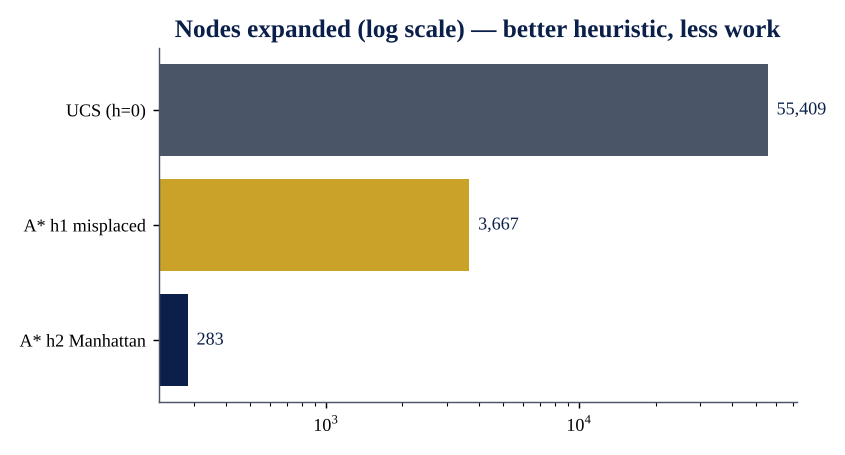 Nodes expanded (log scale) — better heuristic, less work
UCS (h=0)
55,409
A* h1 misplaced
3,667
A* h2 Manhattan
283
10³
10⁴